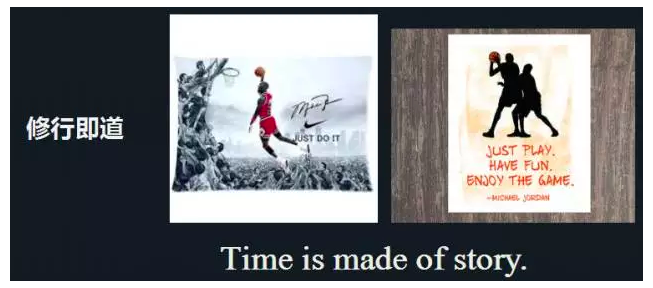 修行即道
JUST DO IT
JUST PLAY.
HAVE FUN.
ENJOY THE GAME.
-MICHAEL JORDAN
Time is made of story.